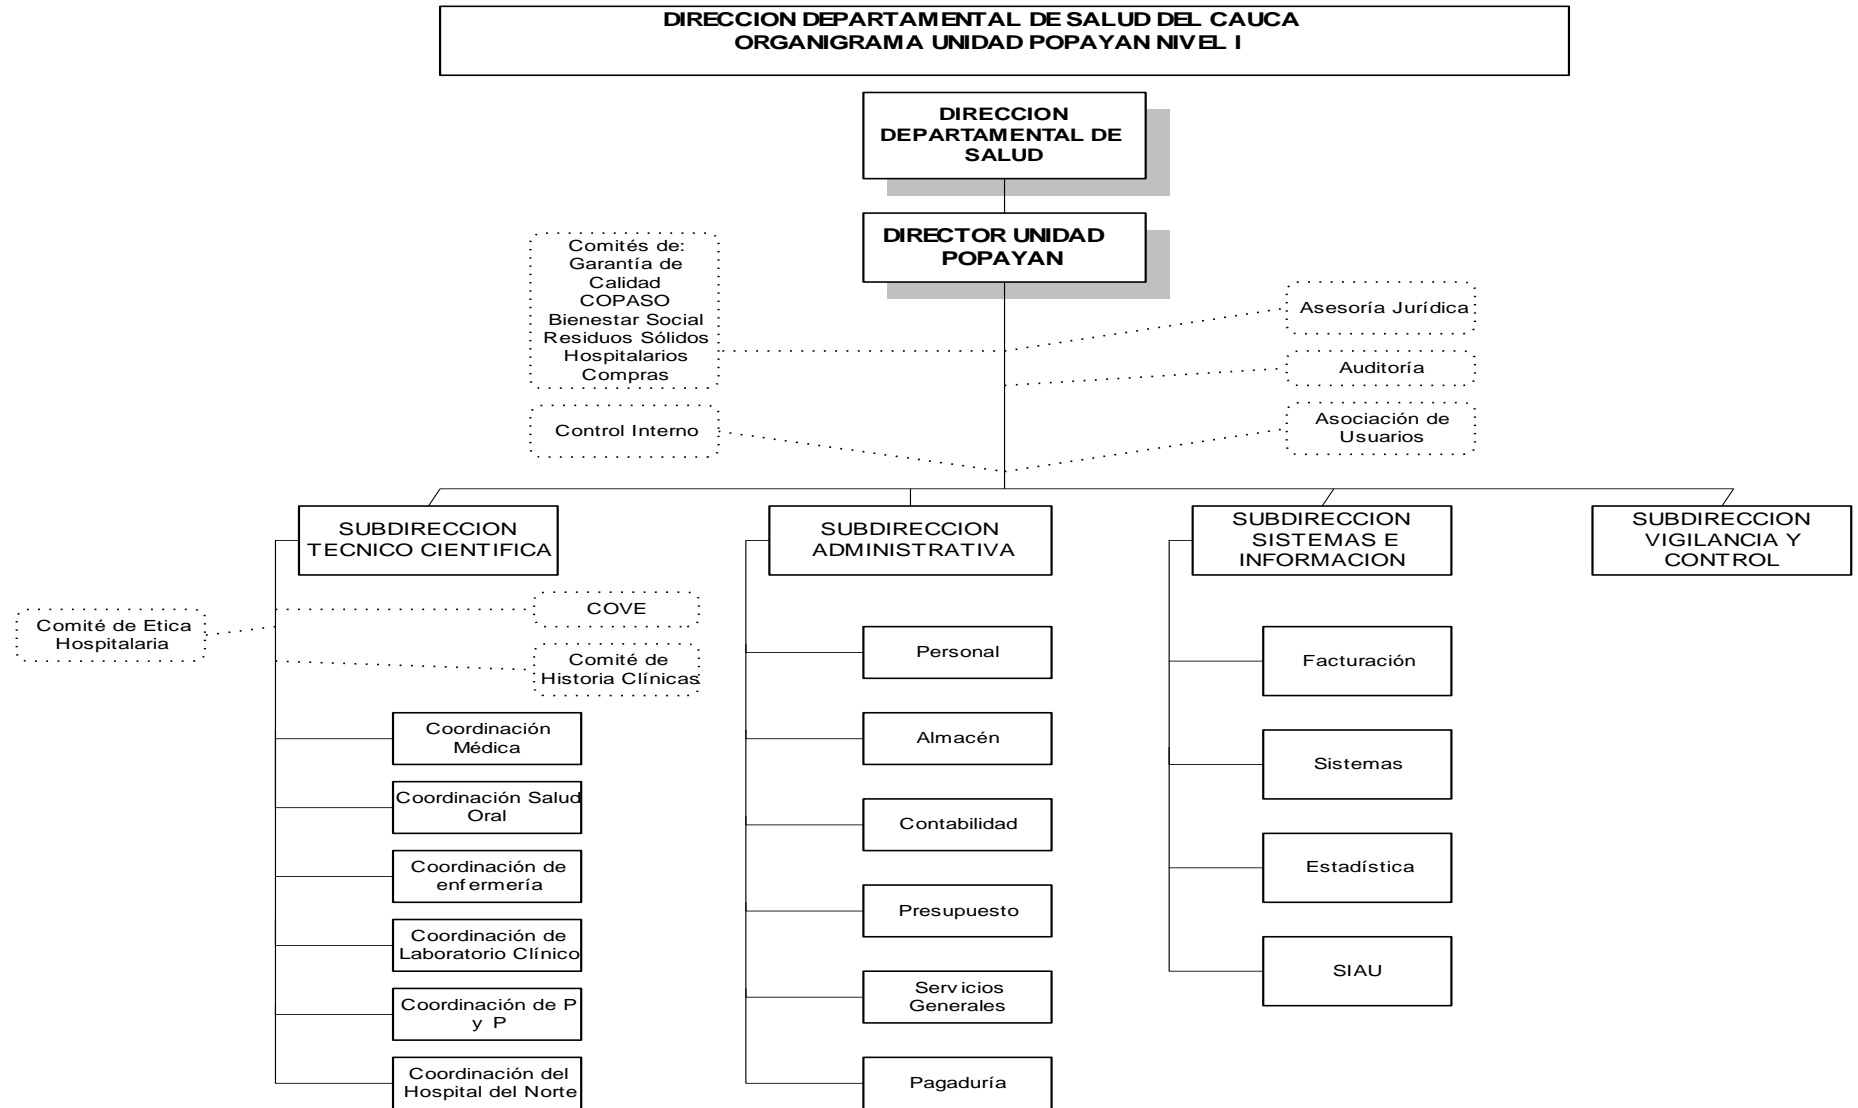 DIRECCION DEPARTAMENTAL DE SALUD DEL CAUCA
ORGANIGRAMA UNIDAD POPAYAN NIVEL I
DIRECCION
DEPARTAMENTAL DE
SALUD
DIRECTOR UNIDAD
POPAYAN
Comités de:
Garantía de
Calidad
COPASO
Bienestar Social
Residuos Sólidos
Hospitalarios
Compras
Asesoría Jurídica
Auditoría
Control Interno
Asociación de
Usuarios
SUBDIRECCION
TECNICO CIENTIFICA
SUBDIRECCION
ADMINISTRATIVA
SUBDIRECCION
SISTEMAS E
INFORMACION
SUBDIRECCION
VIGILANCIA Y
CONTROL
Comité de Etica
Hospitalaria
COVE
Comité de
Historia Clínicas
Coordinación
Médica
Coordinación Salud
Oral
Coordinación de
enfermería
Coordinación de
Laboratorio Clínico
Coordinación de P
y P
Coordinación del
Hospital del Norte
Personal
Almacén
Contabilidad
Presupuesto
Servicios
Generales
Pagaduría
Facturación
Sistemas
Estadística
SIAU